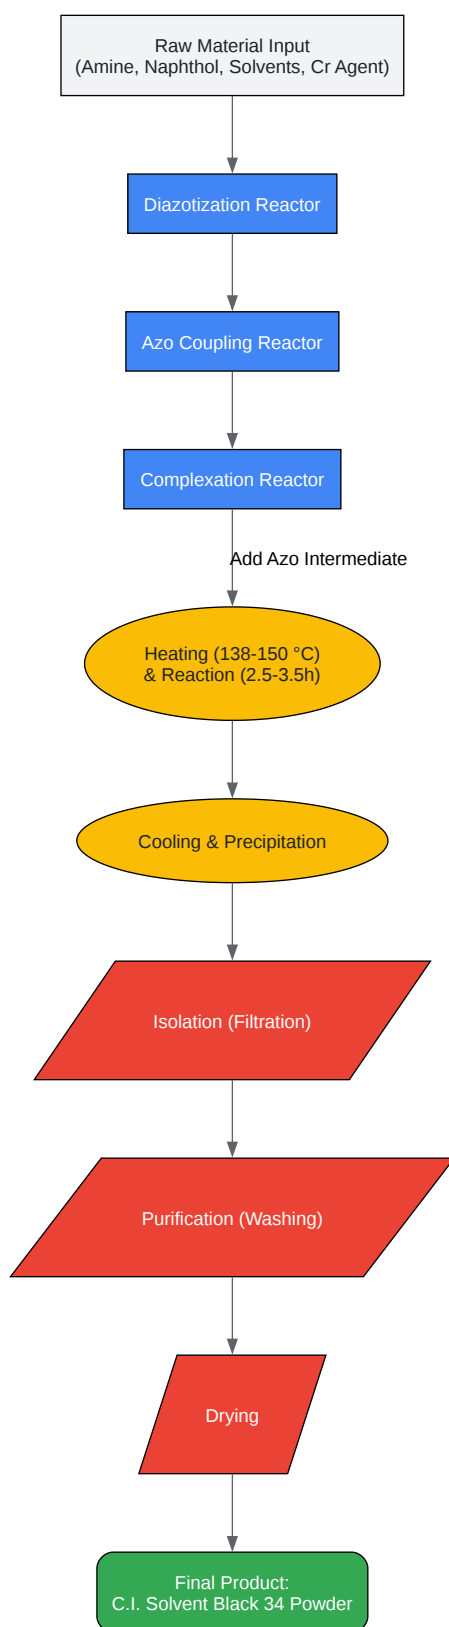 Raw Material Input
(Amine, Naphthol, Solvents, Cr Agent)
Diazotization Reactor
Azo Coupling Reactor
Complexation Reactor
Add Azo Intermediate
Heating (138-150 °C)
& Reaction (2.5-3.5h)
Cooling & Precipitation
Isolation (Filtration)
Purification (Washing)
Drying
Final Product:
C.I. Solvent Black 34 Powder